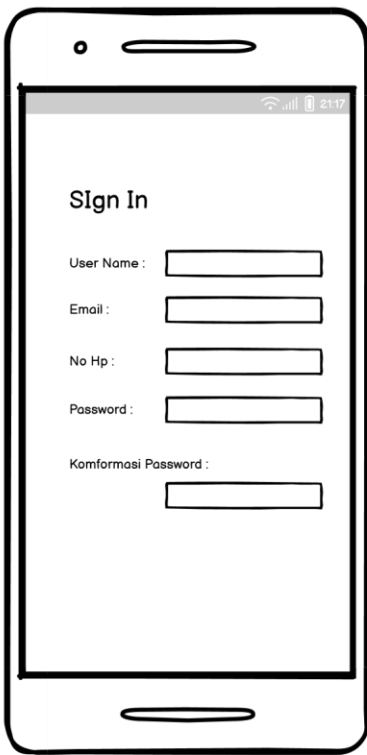 21:17
SIgn In
User Name :
Email :
No Hp :
Password :
Komformasi Password :